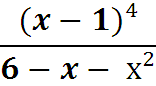 (x − 1)⁴
6 − x − x²